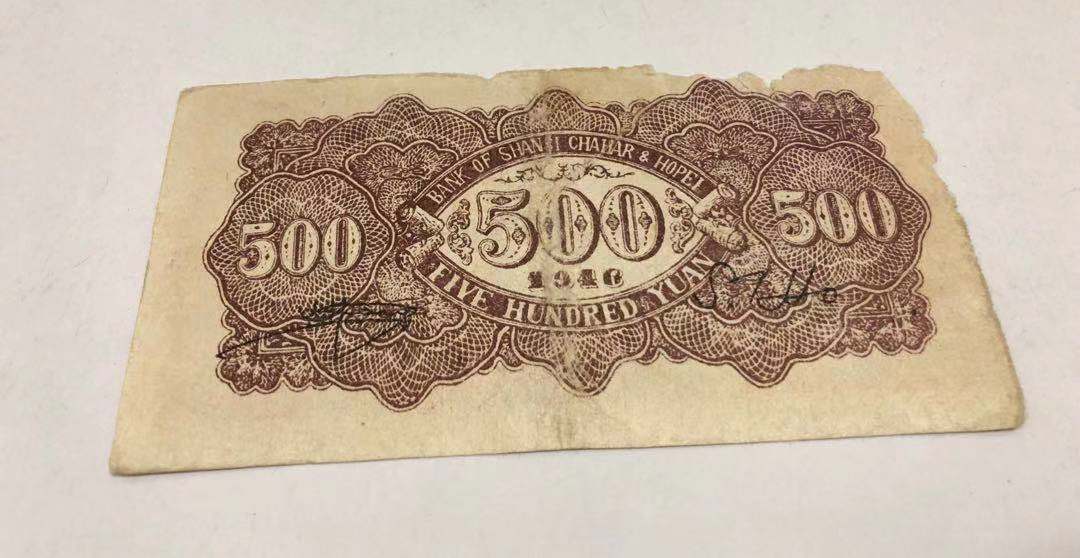 BANK OF SHANSI CHAHAR & HOPEI
500
500
500
1946
FIVE HUNDRED YUAN